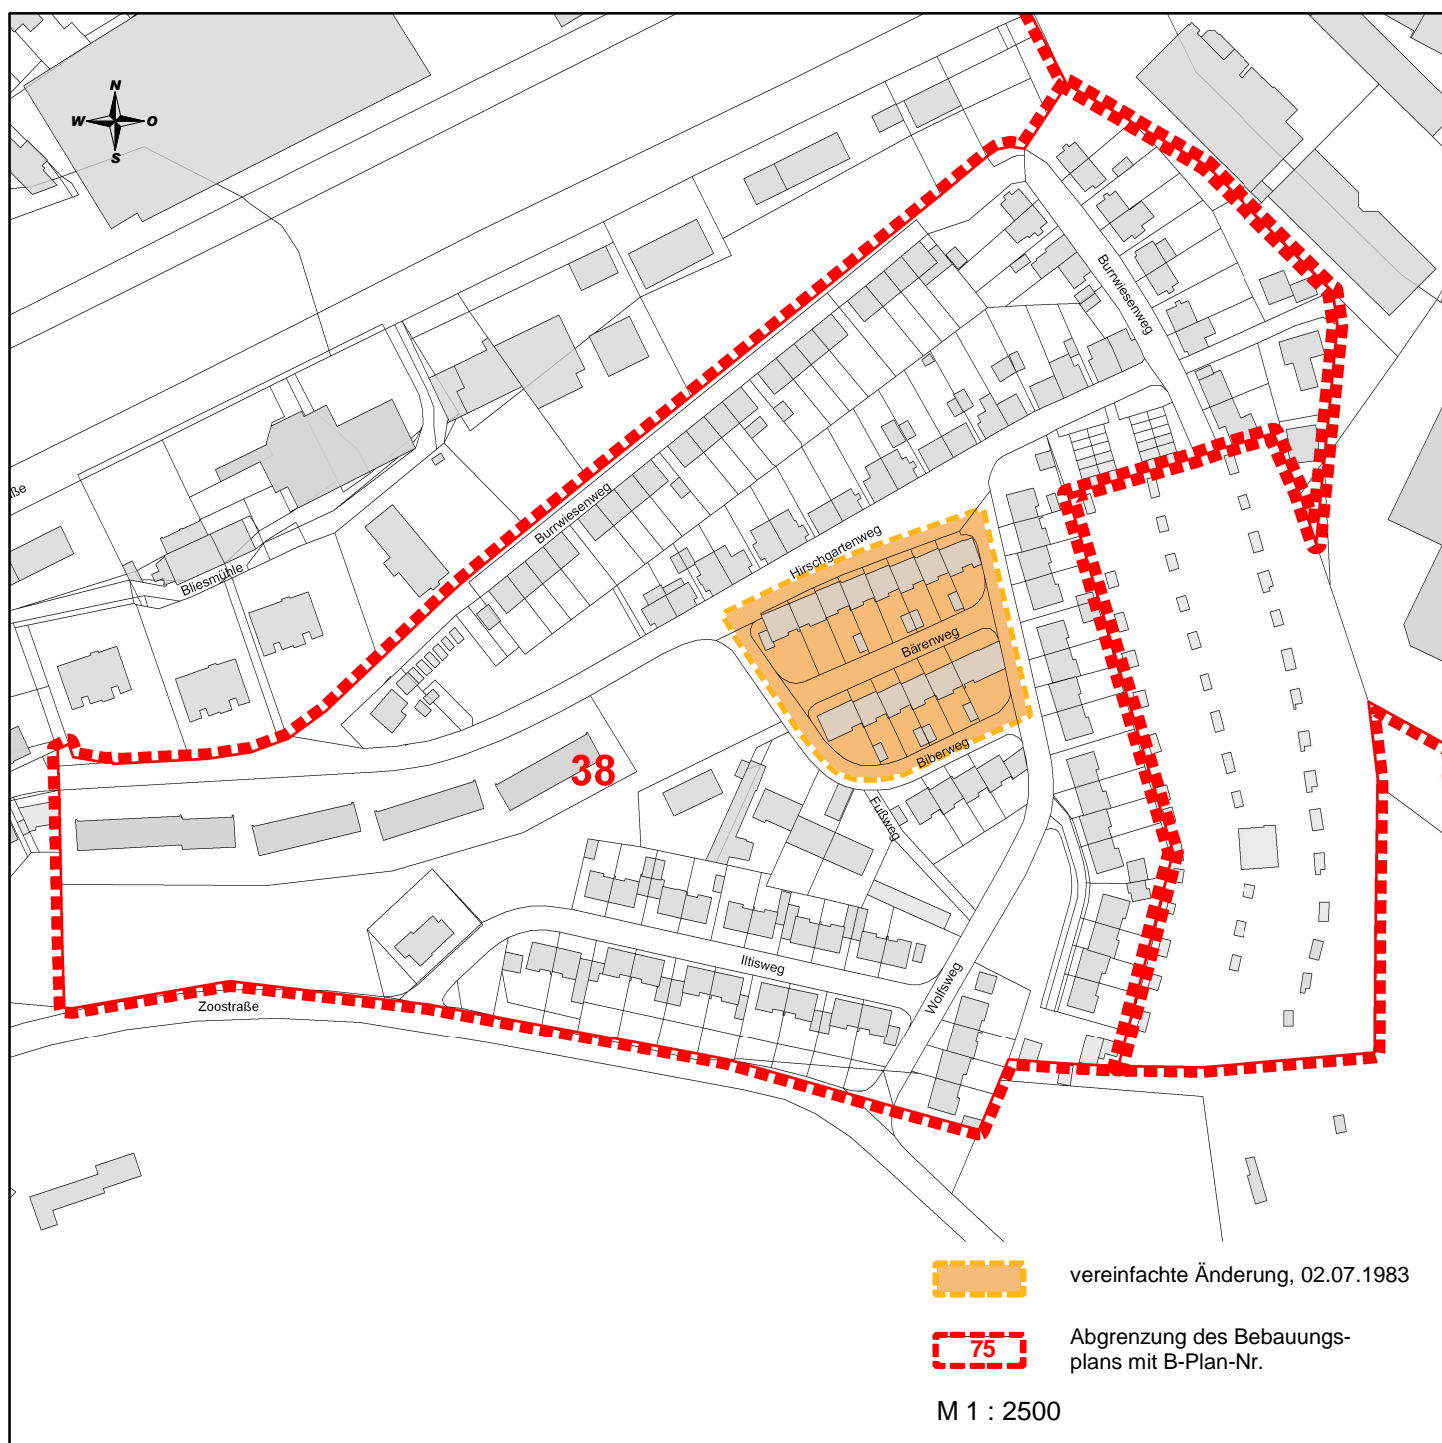 N
W O
S
Burrwiesenweg
ße
Burrwiesenweg
Hirschgartenweg
Bliesmühle
Bärenweg
Biberweg
38
Fußweg
Iltisweg
Wolfsweg
Zoostraße
vereinfachte Änderung, 02.07.1983
75
Abgrenzung des Bebauungs-
plans mit B-Plan-Nr.
M 1 : 2500